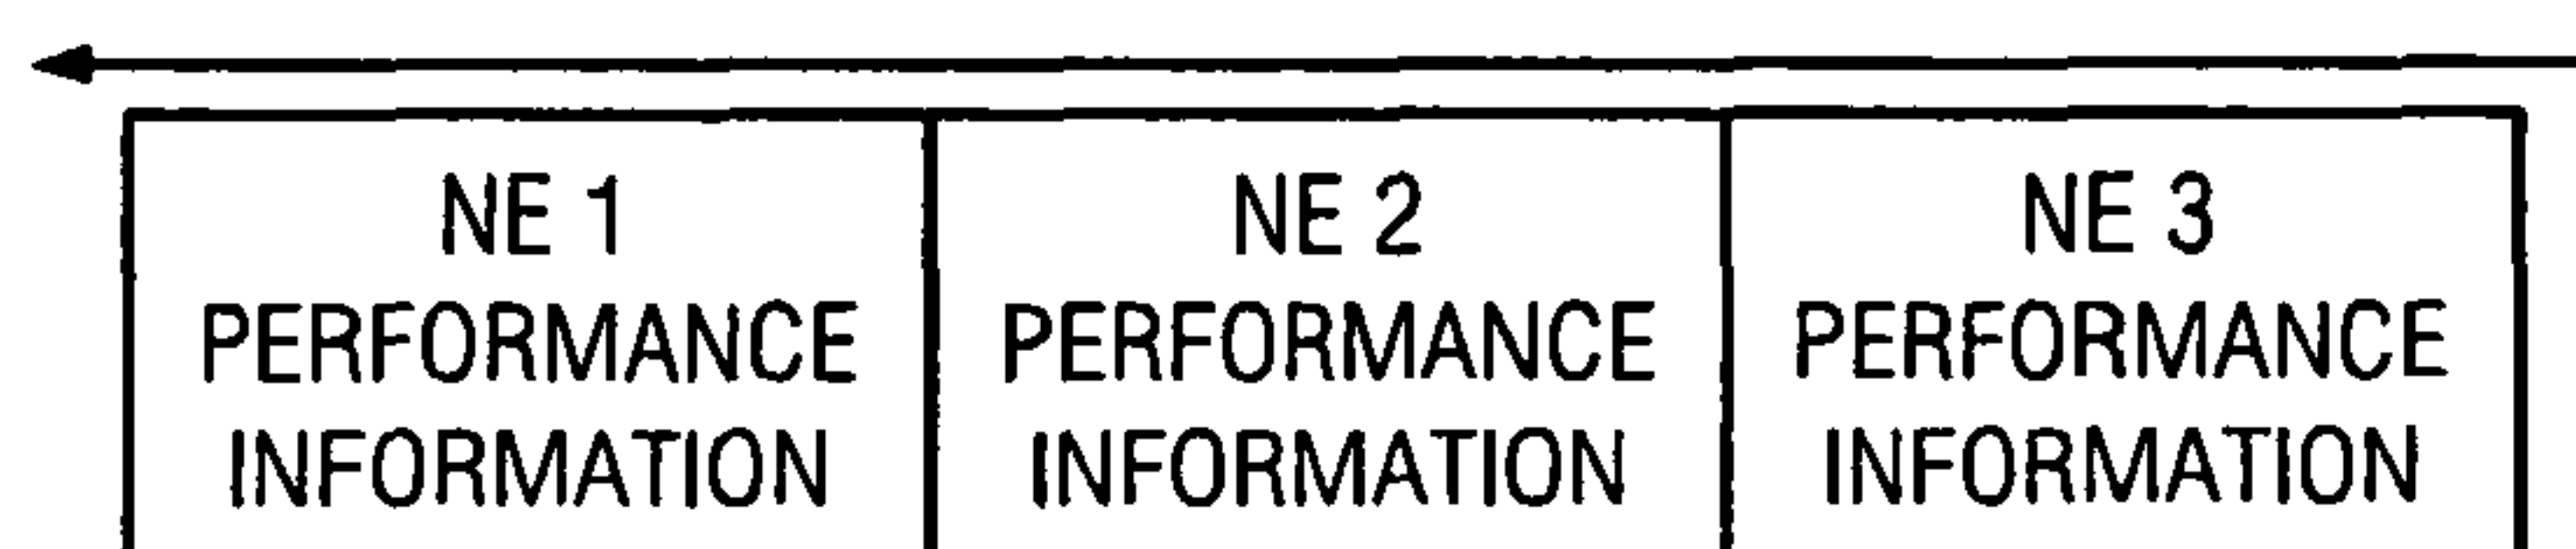 NE 1
PERFORMANCE
INFORMATION
NE 2
PERFORMANCE
INFORMATION
NE 3
PERFORMANCE
INFORMATION